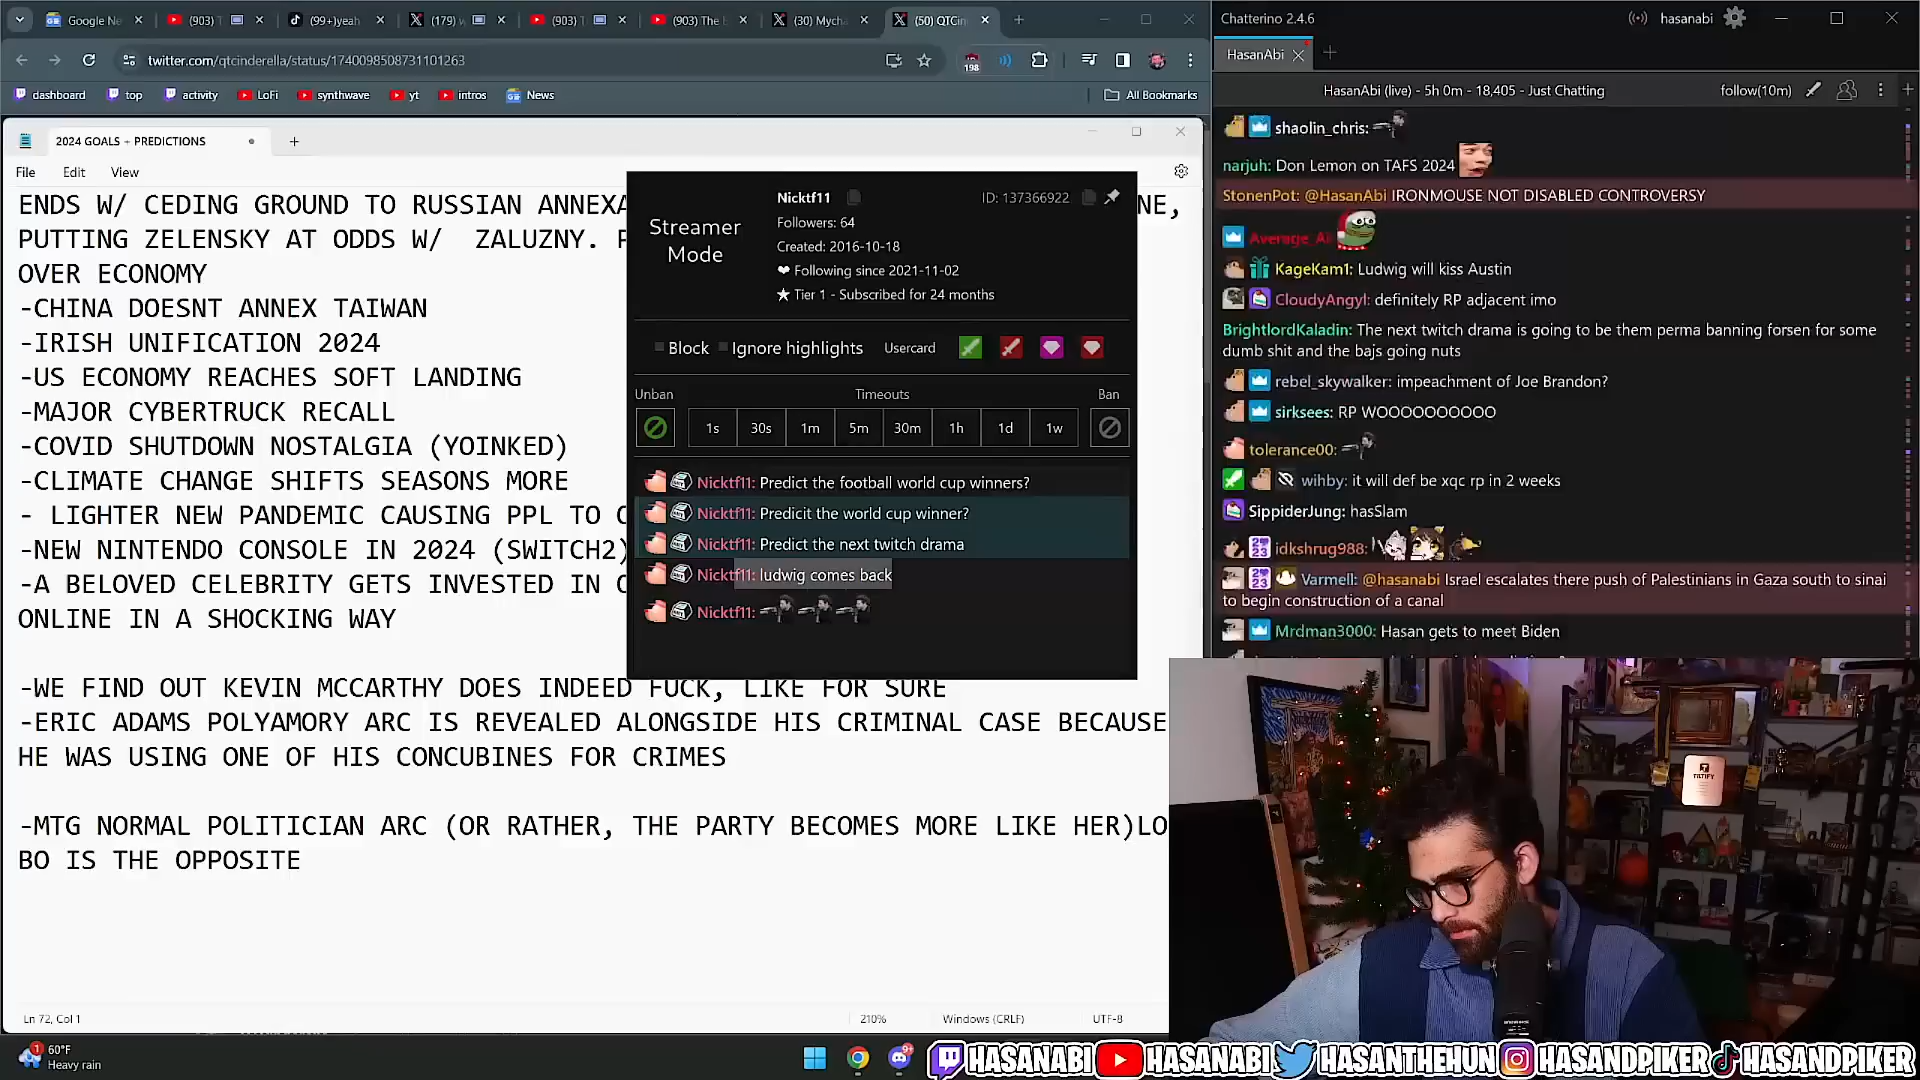 Google Ne
(903)
(99+)yeah
(179)
(903)
(903) The
(30) Mycha
(50) QTCin
twitter.com/qtcinderella/status/1740098508731101263
198
dashboard
top
activity
LoFi
synthwave
yt
intros
News
All Bookmarks
2024 GOALS + PREDICTIONS
File
Edit
View
ENDS W/ CEDING GROUND TO RUSSIAN ANNEXA NE,
PUTTING ZELENSKY AT ODDS W/ ZALUZNY.
OVER ECONOMY
-CHINA DOESNT ANNEX TAIWAN
-IRISH UNIFICATION 2024
-US ECONOMY REACHES SOFT LANDING
-MAJOR CYBERTRUCK RECALL
-COVID SHUTDOWN NOSTALGIA (YOINKED)
-CLIMATE CHANGE SHIFTS SEASONS MORE
- LIGHTER NEW PANDEMIC CAUSING PPL TO
-NEW NINTENDO CONSOLE IN 2024 (SWITCH2)
-A BELOVED CELEBRITY GETS INVESTED IN
ONLINE IN A SHOCKING WAY
-WE FIND OUT KEVIN MCCARTHY DOES INDEED FUCK, LIKE FOR SURE
-ERIC ADAMS POLYAMORY ARC IS REVEALED ALONGSIDE HIS CRIMINAL CASE BECAUSE
HE WAS USING ONE OF HIS CONCUBINES FOR CRIMES
-MTG NORMAL POLITICIAN ARC (OR RATHER, THE PARTY BECOMES MORE LIKE HER)LO
BO IS THE OPPOSITE
Ln 72, Col 1
210%
Windows (CRLF)
UTF-8
Streamer
Mode
Nicktf11
ID: 137366922
Followers: 64
Created: 2016-10-18
Following since 2021-11-02
Tier 1 - Subscribed for 24 months
Block
Ignore highlights
Usercard
Unban
Timeouts
Ban
1s
30s
1m
5m
30m
1h
1d
1w
Nicktf11: Predict the football world cup winners?
Nicktf11: Predicit the world cup winner?
Nicktf11: Predict the next twitch drama
Nicktf11: ludwig comes back
Nicktf11:
Chatterino 2.4.6
hasanabi
HasanAbi
HasanAbi (live) - 5h 0m - 18,405 - Just Chatting
follow(10m)
shaolin_chris:
narjuh: Don Lemon on TAFS 2024
StonenPot: @HasanAbi IRONMOUSE NOT DISABLED CONTROVERSY
Average_Al
KageKam1: Ludwig will kiss Austin
CloudyAngyl: definitely RP adjacent imo
BrightlordKaladin: The next twitch drama is going to be them perma banning forsen for some
dumb shit and the bajs going nuts
rebel_skywalker: impeachment of Joe Brandon?
sirksees: RP WOOOOOOOOOO
tolerance00:
wihby: it will def be xqc rp in 2 weeks
SippiderJung: hasSlam
idkshrug988:
Varmell: @hasanabi Israel escalates there push of Palestinians in Gaza south to sinai
to begin construction of a canal
Mrdman3000: Hasan gets to meet Biden
60°F
Heavy rain
HASANABI
HASANABI
HASANTHEHUN
HASANDPIKER
HASANDPIKER